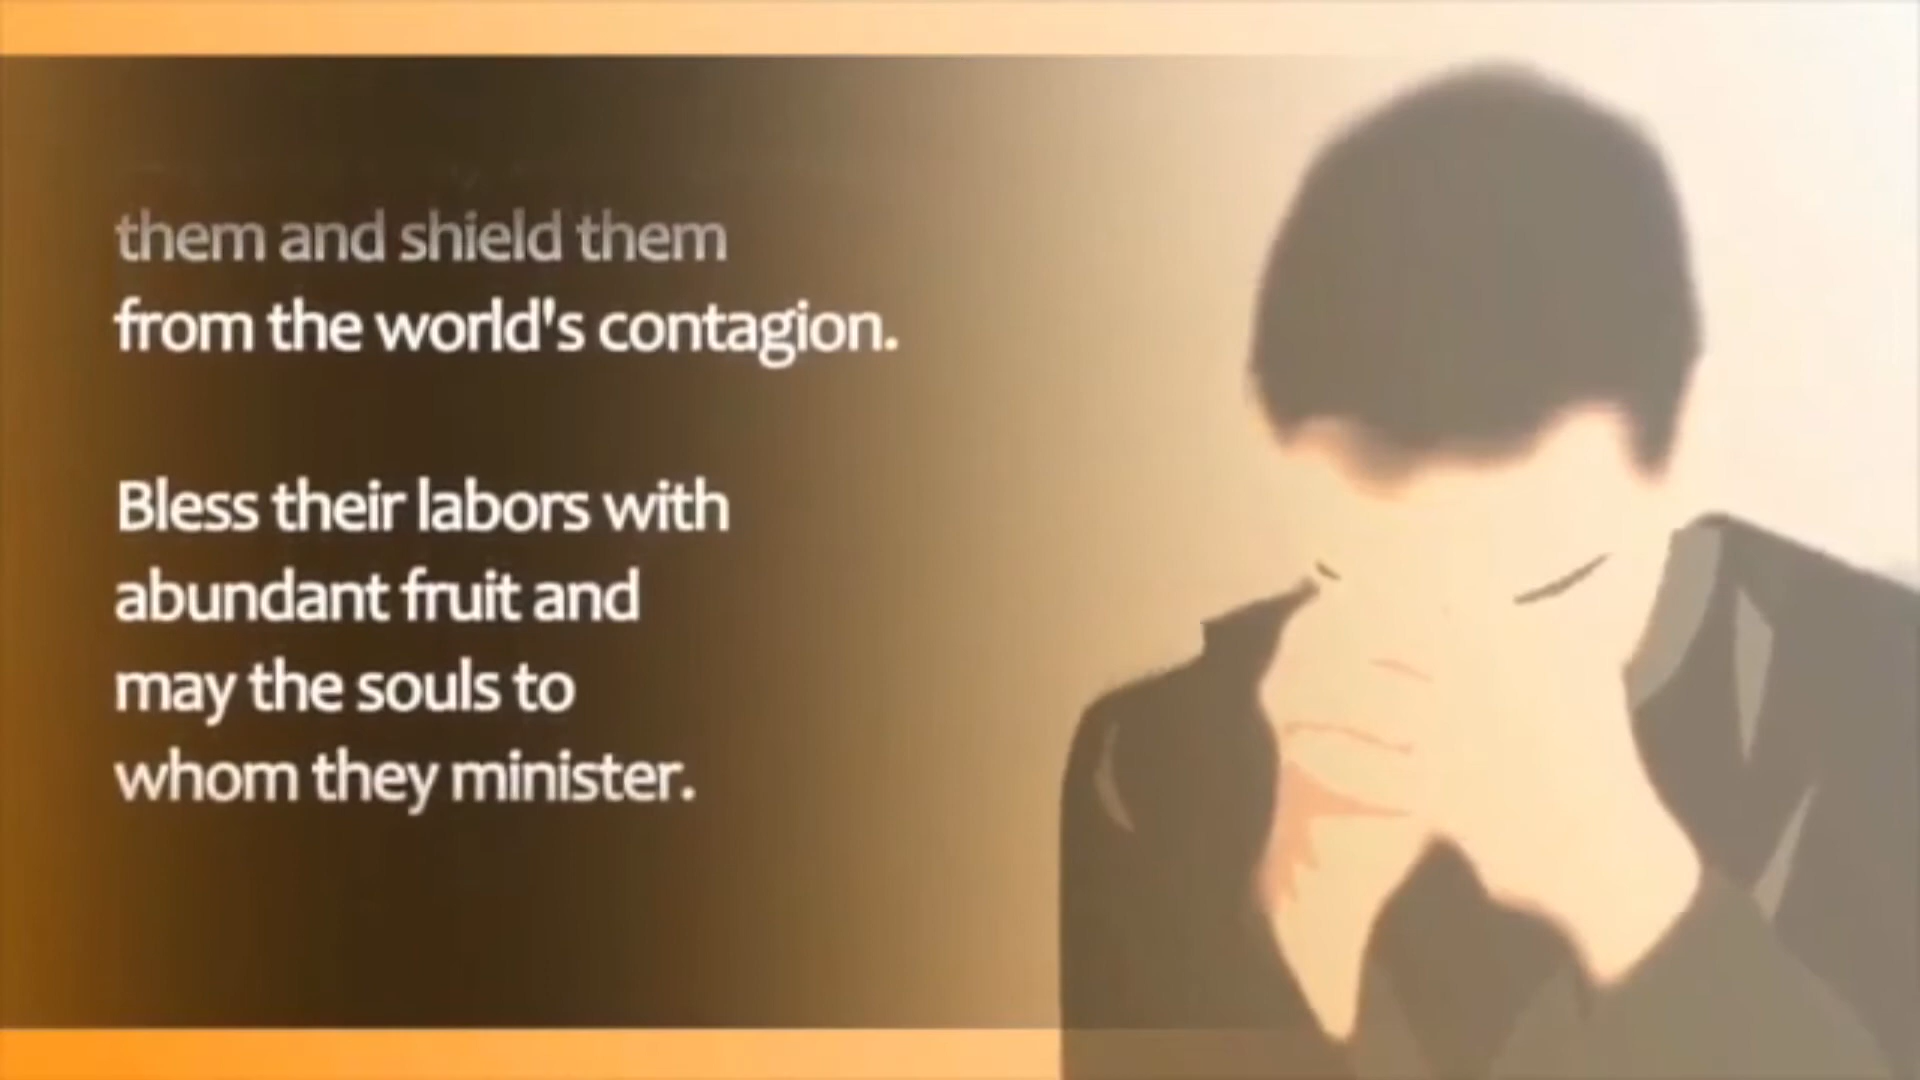 them and shield them
from the world's contagion.
Bless their labors with
abundant fruit and
may the souls to
whom they minister.